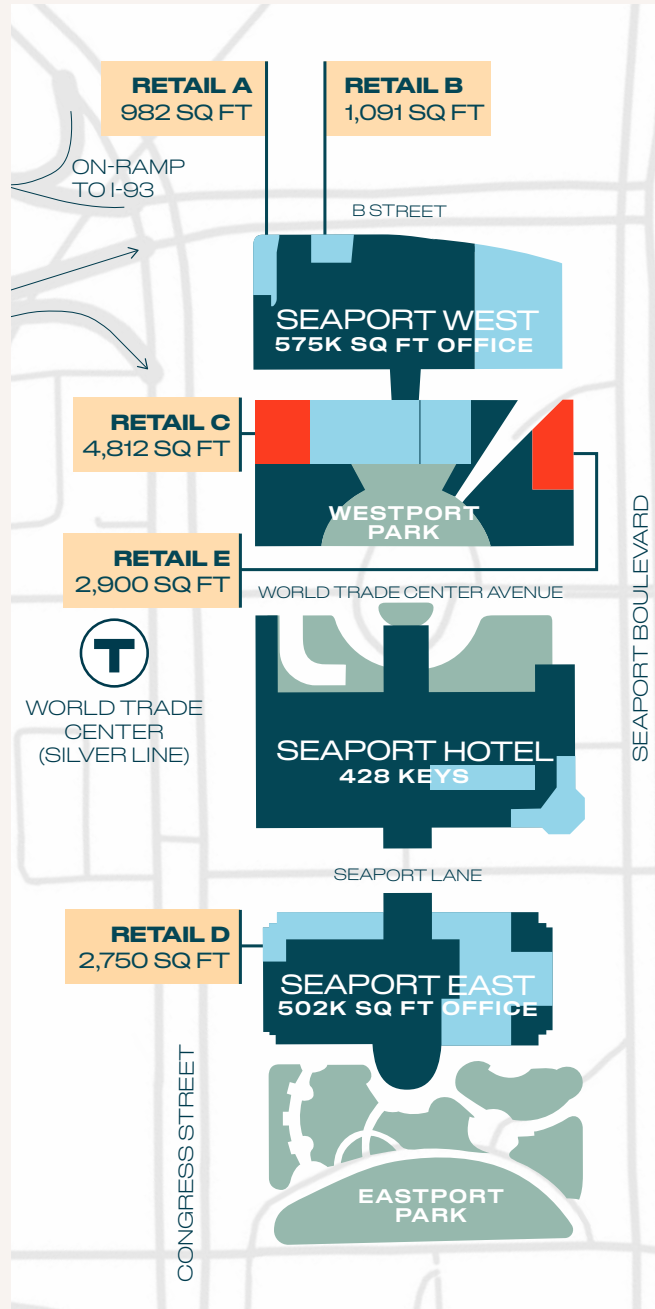 RETAIL A
982 SQ FT
RETAIL B
1,091 SQ FT
ON-RAMP
TO I-93
B STREET
SEAPORT WEST
575K SQ FT OFFICE
RETAIL C
4,812 SQ FT
WESTPORT
PARK
RETAIL E
2,900 SQ FT
WORLD TRADE CENTER AVENUE
SEAPORT BOULEVARD
T
WORLD TRADE
CENTER
(SILVER LINE)
SEAPORT HOTEL
428 KEYS
SEAPORT LANE
RETAIL D
2,750 SQ FT
SEAPORT EAST
502K SQ FT OFFICE
CONGRESS STREET
EASTPORT
PARK